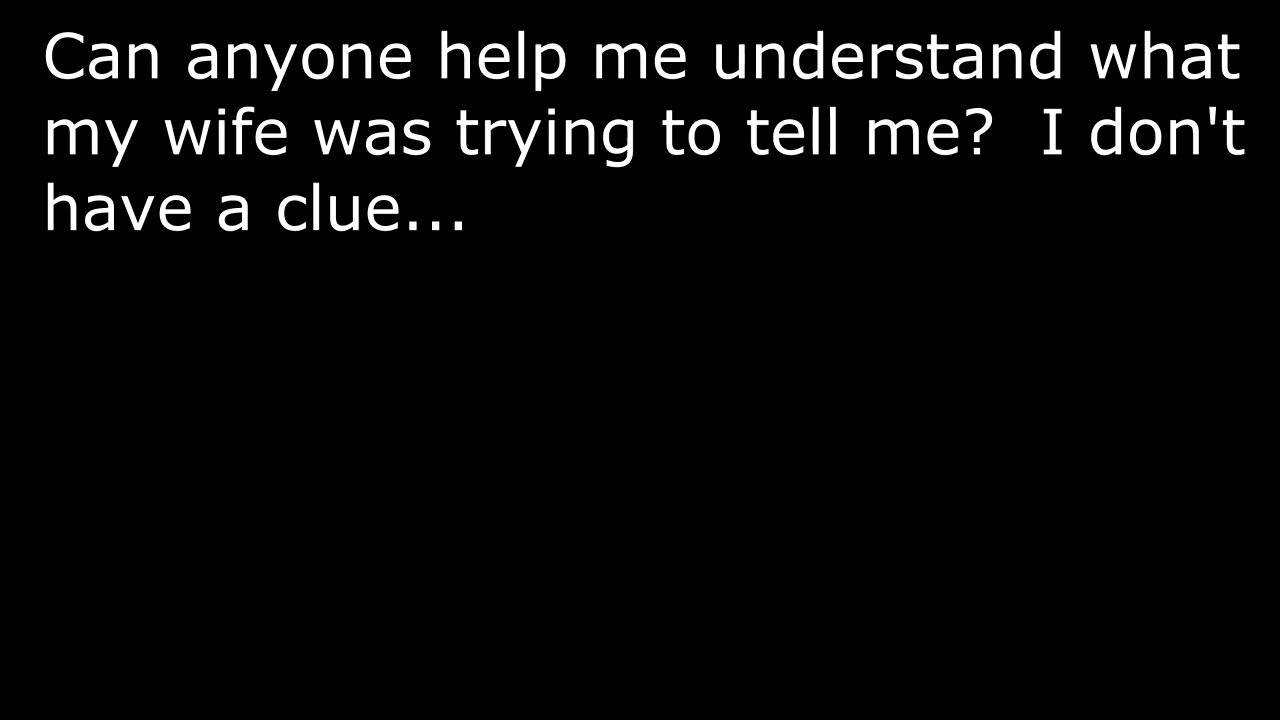 Can anyone help me understand what
my wife was trying to tell me?  I don't
have a clue...